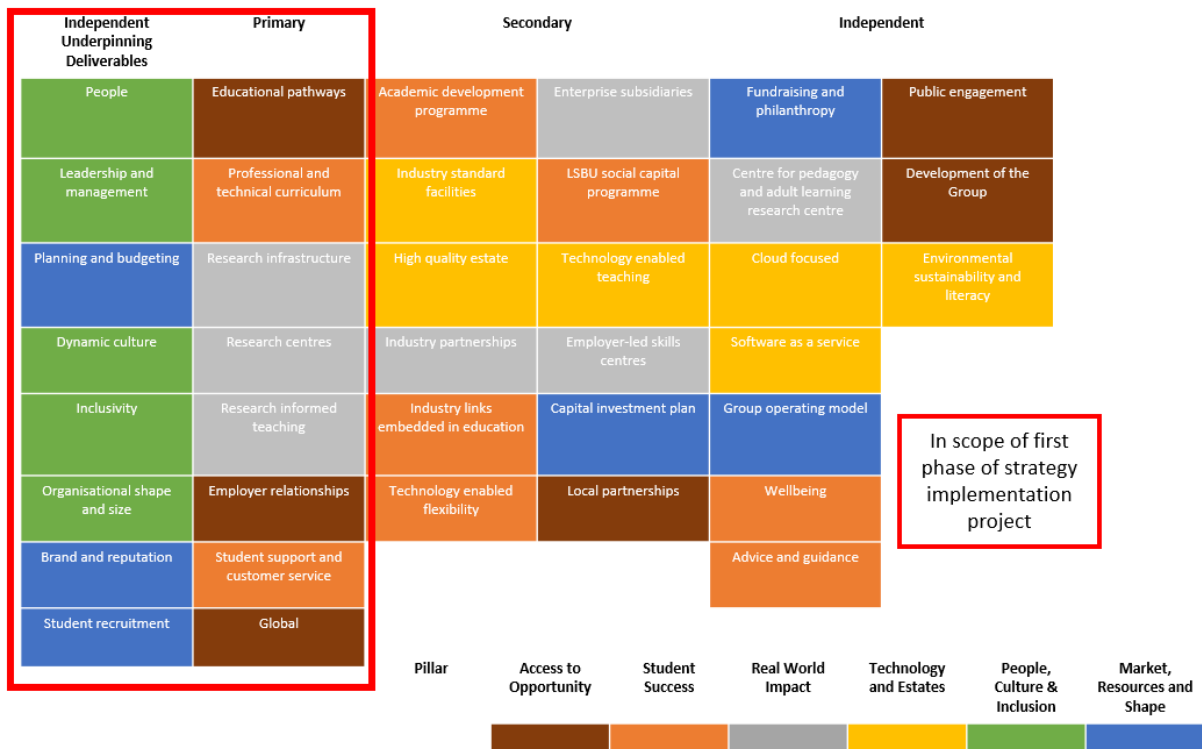 Independent
Underpinning
Deliverables
Primary
Secondary
Independent
People
Educational pathways
Academic development
programme
Enterprise subsidiaries
Fundraising and
philanthropy
Public engagement
Leadership and
management
Professional and
technical curriculum
Industry standard
facilities
LSBU social capital
programme
Centre for pedagogy
and adult learning
research centre
Development of the
Group
Planning and budgeting
Research infrastructure
High quality estate
Technology enabled
teaching
Cloud focused
Environmental
sustainability and
literacy
Dynamic culture
Research centres
Industry partnerships
Employer-led skills
centres
Software as a service
Inclusivity
Research informed
teaching
Industry links
embedded in education
Capital investment plan
Group operating model
In scope of first
phase of strategy
implementation
project
Organisational shape
and size
Employer relationships
Technology enabled
flexibility
Local partnerships
Wellbeing
Brand and reputation
Student support and
customer service
Advice and guidance
Student recruitment
Global
Pillar
Access to
Opportunity
Student
Success
Real World
Impact
Technology
and Estates
People,
Culture &
Inclusion
Market,
Resources and
Shape